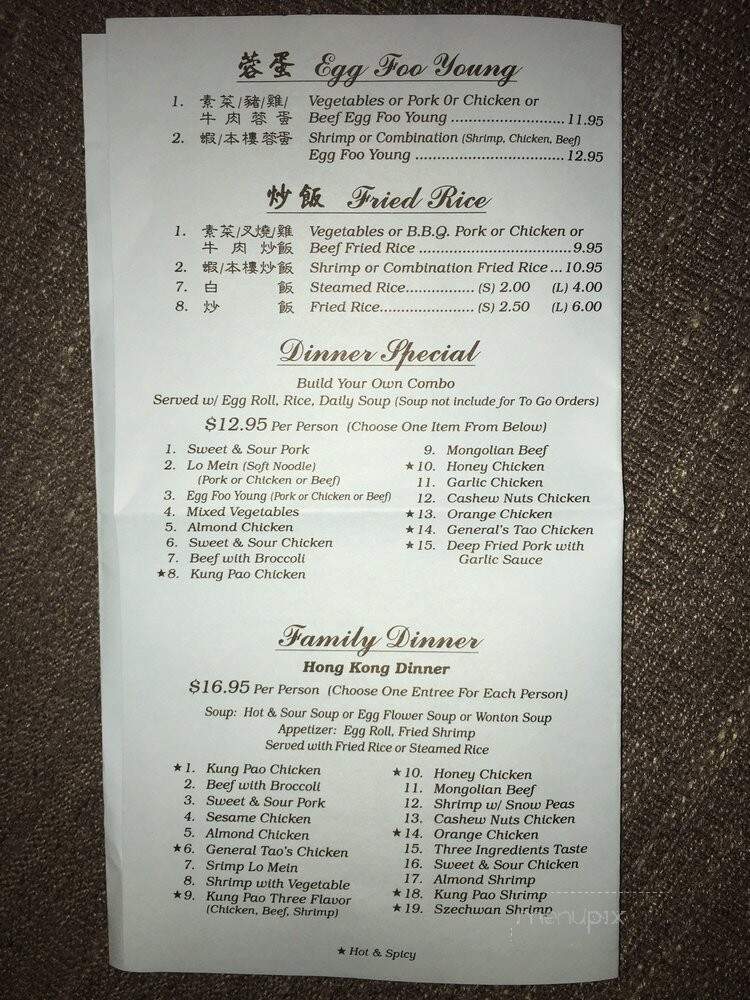 蓉蛋 Egg Foo Young
1. 素菜/豬/雞/ Vegetables or Pork Or Chicken or
牛肉蓉蛋 Beef Egg Foo Young ................................ 11.95
2. 蝦/本樓蓉蛋 Shrimp or Combination (Shrimp, Chicken, Beef)
Egg Foo Young .................................. 12.95
炒飯 Fried Rice
1. 素菜/叉燒/雞 Vegetables or B.B.Q. Pork or Chicken or
牛肉炒飯 Beef Fried Rice ................................... 9.95
2. 蝦/本樓炒飯 Shrimp or Combination Fried Rice ... 10.95
7. 白飯 Steamed Rice................ (S) 2.00 (L) 4.00
8. 炒飯 Fried Rice...................... (S) 2.50 (L) 6.00
Dinner Special
Build Your Own Combo
Served w/ Egg Roll, Rice, Daily Soup (Soup not include for To Go Orders)
$12.95 Per Person (Choose One Item From Below)
1. Sweet & Sour Pork
2. Lo Mein (Soft Noodle)
(Pork or Chicken or Beef)
3. Egg Foo Young (Pork or Chicken or Beef)
4. Mixed Vegetables
5. Almond Chicken
6. Sweet & Sour Chicken
7. Beef with Broccoli
★8. Kung Pao Chicken
9. Mongolian Beef
★10. Honey Chicken
11. Garlic Chicken
12. Cashew Nuts Chicken
★13. Orange Chicken
★14. General's Tao Chicken
★15. Deep Fried Pork with
Garlic Sauce
Family Dinner
Hong Kong Dinner
$16.95 Per Person (Choose One Entree For Each Person)
Soup: Hot & Sour Soup or Egg Flower Soup or Wonton Soup
Appetizer: Egg Roll, Fried Shrimp
Served with Fried Rice or Steamed Rice
★1. Kung Pao Chicken
2. Beef with Broccoli
3. Sweet & Sour Pork
4. Sesame Chicken
5. Almond Chicken
★6. General Tao's Chicken
7. Srimp Lo Mein
8. Shrimp with Vegetable
★9. Kung Pao Three Flavor
(Chicken, Beef, Shrimp)
★10. Honey Chicken
11. Mongolian Beef
12. Shrimp w/ Snow Peas
13. Cashew Nuts Chicken
★14. Orange Chicken
15. Three Ingredients Taste
16. Sweet & Sour Chicken
17. Almond Shrimp
★18. Kung Pao Shrimp
★19. Szechwan Shrimp
menupix
★ Hot & Spicy